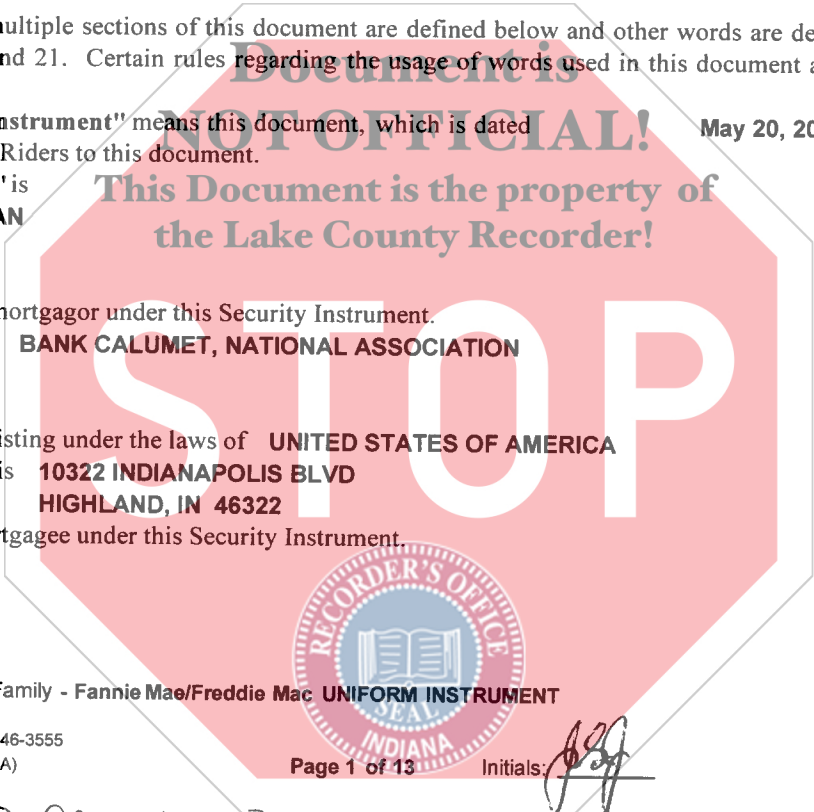 ultiple sections of this document are defined below and other words are de
nd 21. Certain rules regarding the usage of words used in this document a
Document is
NOT OFFICIAL!
nstrument" means this document, which is dated May 20, 20
Riders to this document.
This Document is the property of
" is
AN
the Lake County Recorder!
STOP
ortgagor under this Security Instrument.
BANK CALUMET, NATIONAL ASSOCIATION
isting under the laws of UNITED STATES OF AMERICA
is 10322 INDIANAPOLIS BLVD
HIGHLAND, IN 46322
tgagee under this Security Instrument.
RECORDER'S OFFICE
SEAL
INDIANA
amily - Fannie Mae/Freddie Mac UNIFORM INSTRUMENT
46-3555
A)
Page 1 of 13 Initials: